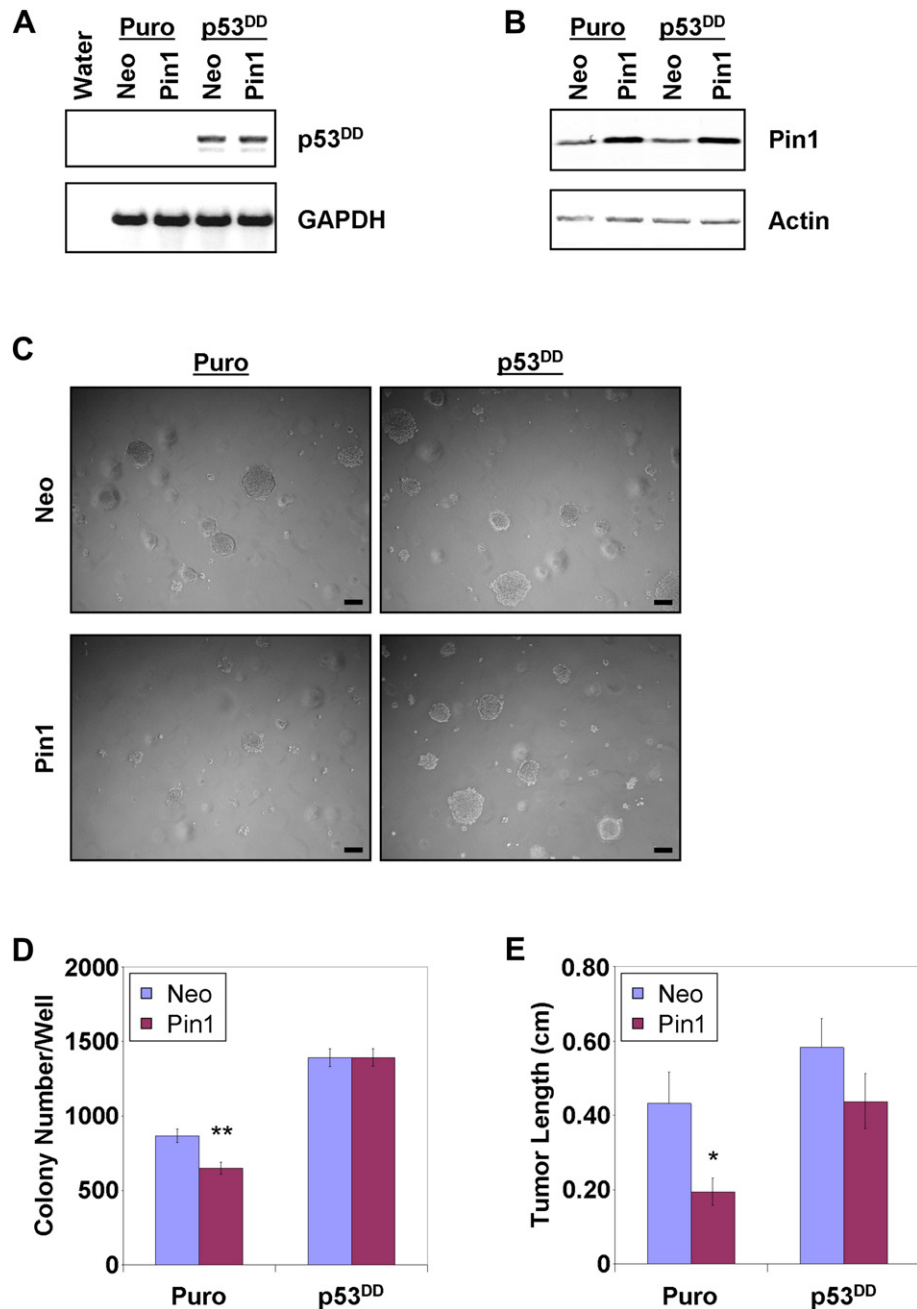 A
Puro p53DD
Water Neo Pin1 Neo Pin1
p53DD
GAPDH
B
Puro p53DD
Neo Pin1 Neo Pin1
Pin1
Actin
C
Puro p53DD
Neo
Pin1
D
2000
1500
1000
500
0
Colony Number/Well
Neo
Pin1
**
Puro p53DD
E
0.80
0.60
0.40
0.20
0
Tumor Length (cm)
Neo
Pin1
*
Puro p53DD